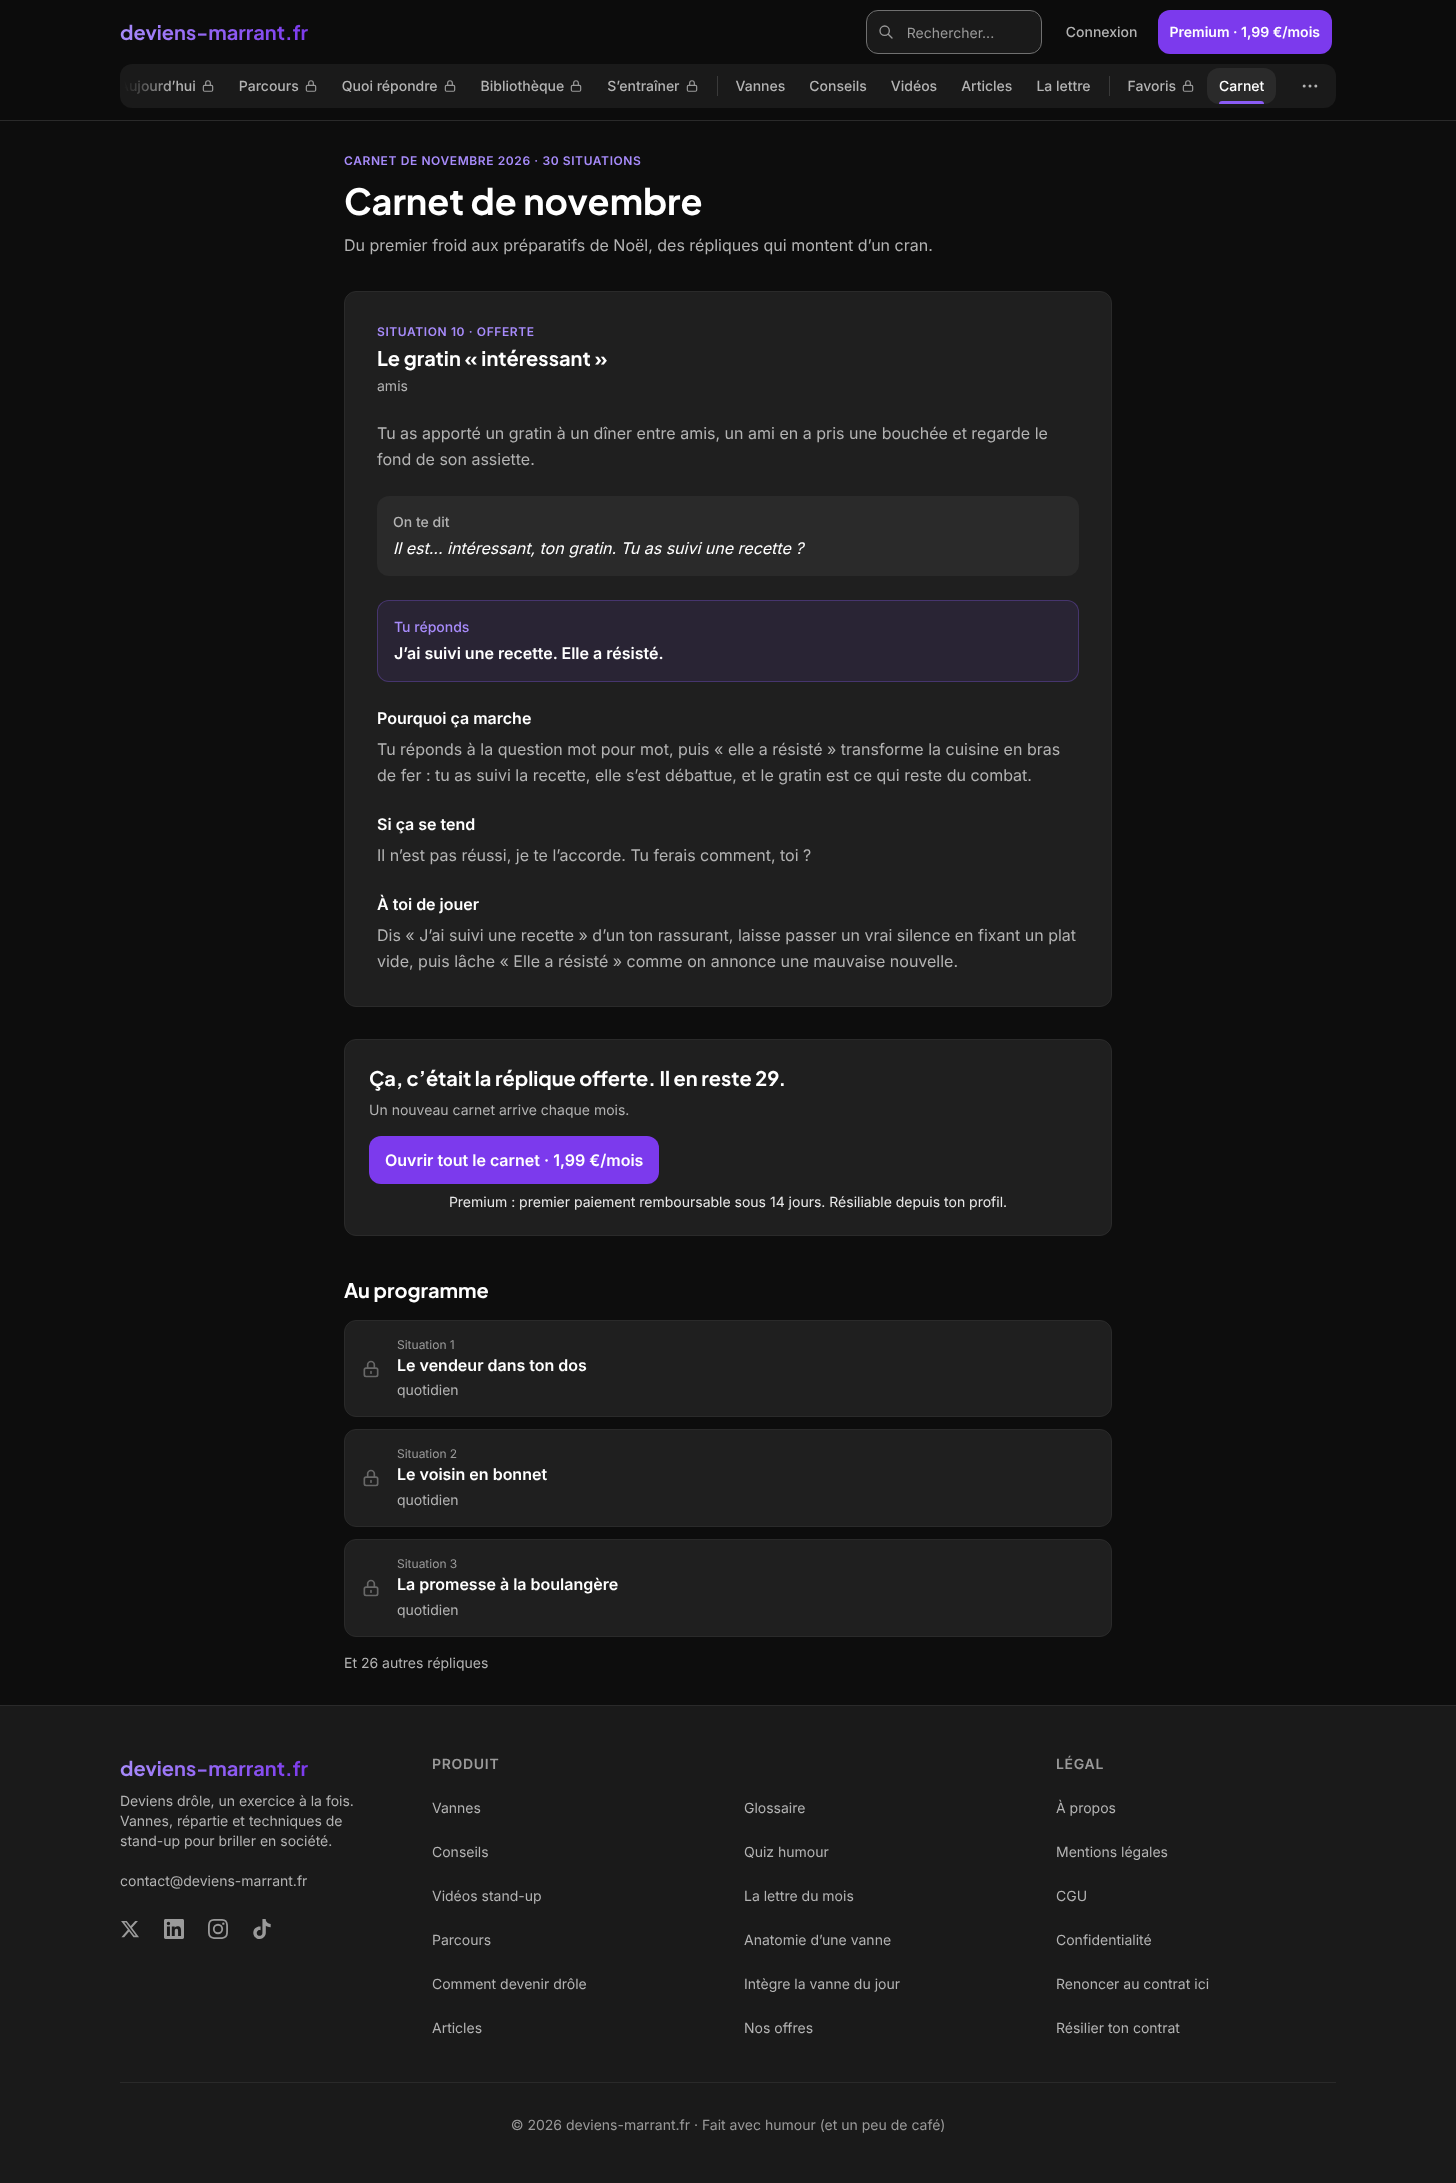 deviens-marrant.fr
Rechercher...
Connexion
Premium · 1,99 €/mois
ujourd’hui
Parcours
Quoi répondre
Bibliothèque
S’entraîner
Vannes
Conseils
Vidéos
Articles
La lettre
Favoris
Carnet
CARNET DE NOVEMBRE 2026 · 30 SITUATIONS
Carnet de novembre
Du premier froid aux préparatifs de Noël, des répliques qui montent d’un cran.
SITUATION 10 · OFFERTE
Le gratin « intéressant »
amis
Tu as apporté un gratin à un dîner entre amis, un ami en a pris une bouchée et regarde le
fond de son assiette.
On te dit
Il est… intéressant, ton gratin. Tu as suivi une recette ?
Tu réponds
J’ai suivi une recette. Elle a résisté.
Pourquoi ça marche
Tu réponds à la question mot pour mot, puis « elle a résisté » transforme la cuisine en bras
de fer : tu as suivi la recette, elle s’est débattue, et le gratin est ce qui reste du combat.
Si ça se tend
Il n’est pas réussi, je te l’accorde. Tu ferais comment, toi ?
À toi de jouer
Dis « J’ai suivi une recette » d’un ton rassurant, laisse passer un vrai silence en fixant un plat
vide, puis lâche « Elle a résisté » comme on annonce une mauvaise nouvelle.
Ça, c’était la réplique offerte. Il en reste 29.
Un nouveau carnet arrive chaque mois.
Ouvrir tout le carnet · 1,99 €/mois
Premium : premier paiement remboursable sous 14 jours. Résiliable depuis ton profil.
Au programme
Situation 1
Le vendeur dans ton dos
quotidien
Situation 2
Le voisin en bonnet
quotidien
Situation 3
La promesse à la boulangère
quotidien
Et 26 autres répliques
deviens-marrant.fr
Deviens drôle, un exercice à la fois.
Vannes, répartie et techniques de
stand-up pour briller en société.
contact@deviens-marrant.fr
PRODUIT
Vannes
Conseils
Vidéos stand-up
Parcours
Comment devenir drôle
Articles
Glossaire
Quiz humour
La lettre du mois
Anatomie d’une vanne
Intègre la vanne du jour
Nos offres
LÉGAL
À propos
Mentions légales
CGU
Confidentialité
Renoncer au contrat ici
Résilier ton contrat
© 2026 deviens-marrant.fr · Fait avec humour (et un peu de café)